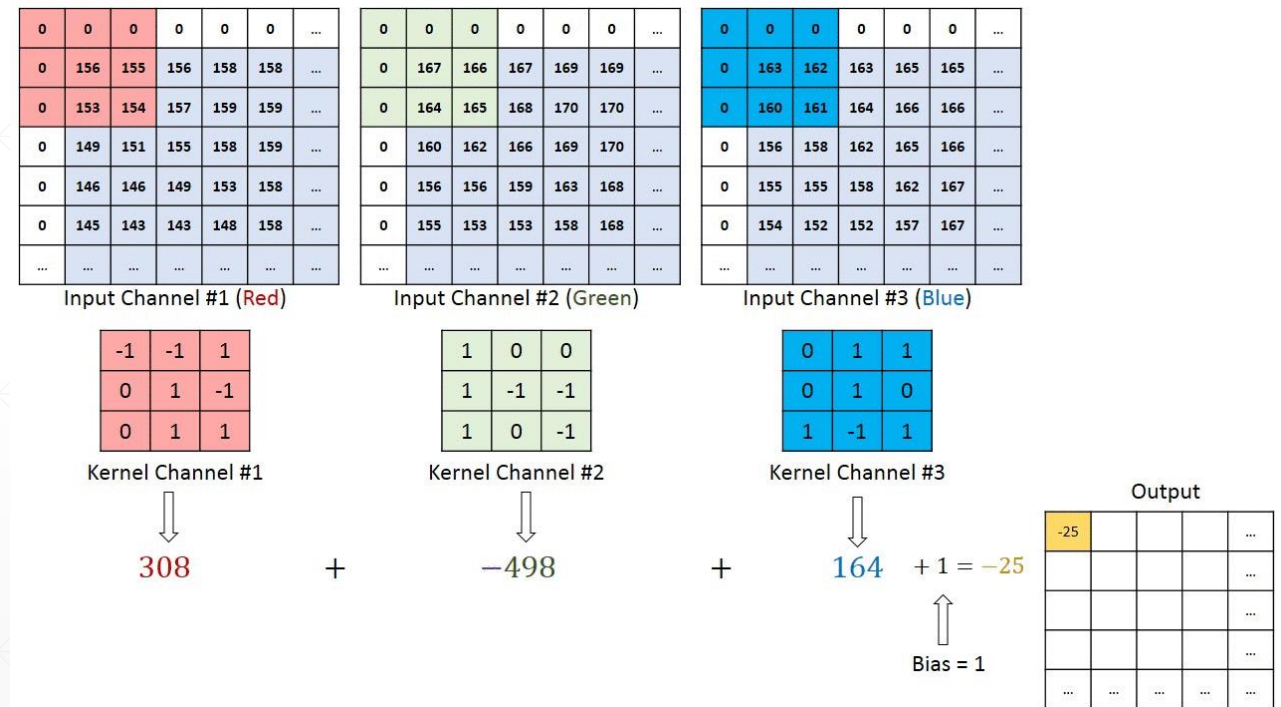 0 0 0 0 0 0 ... 0 0 0 0 0 0 ... 0 0 0 0 0 0 ...
0 156 155 156 158 158 ... 0 167 166 167 169 169 ... 0 163 162 163 165 165 ...
0 153 154 157 159 159 ... 0 164 165 168 170 170 ... 0 160 161 164 166 166 ...
0 149 151 155 158 159 ... 0 160 162 166 169 170 ... 0 156 158 162 165 166 ...
0 146 146 149 153 158 ... 0 156 156 159 163 168 ... 0 155 155 158 162 167 ...
0 145 143 143 148 158 ... 0 155 153 153 158 168 ... 0 154 152 152 157 167 ...
... ... ... ... ... ... ... ... ... ... ... ... ... ... ... ... ... ... ... ... ...
Input Channel #1 (Red) Input Channel #2 (Green) Input Channel #3 (Blue)
-1 -1 1 1 0 0 0 1 1
0 1 -1 1 -1 -1 0 1 0
0 1 1 1 0 -1 1 -1 1
Kernel Channel #1 Kernel Channel #2 Kernel Channel #3
Output
-25 ...
308 + −498 + 164 + 1 = −25
...
...
Bias = 1
...
... ... ... ... ...